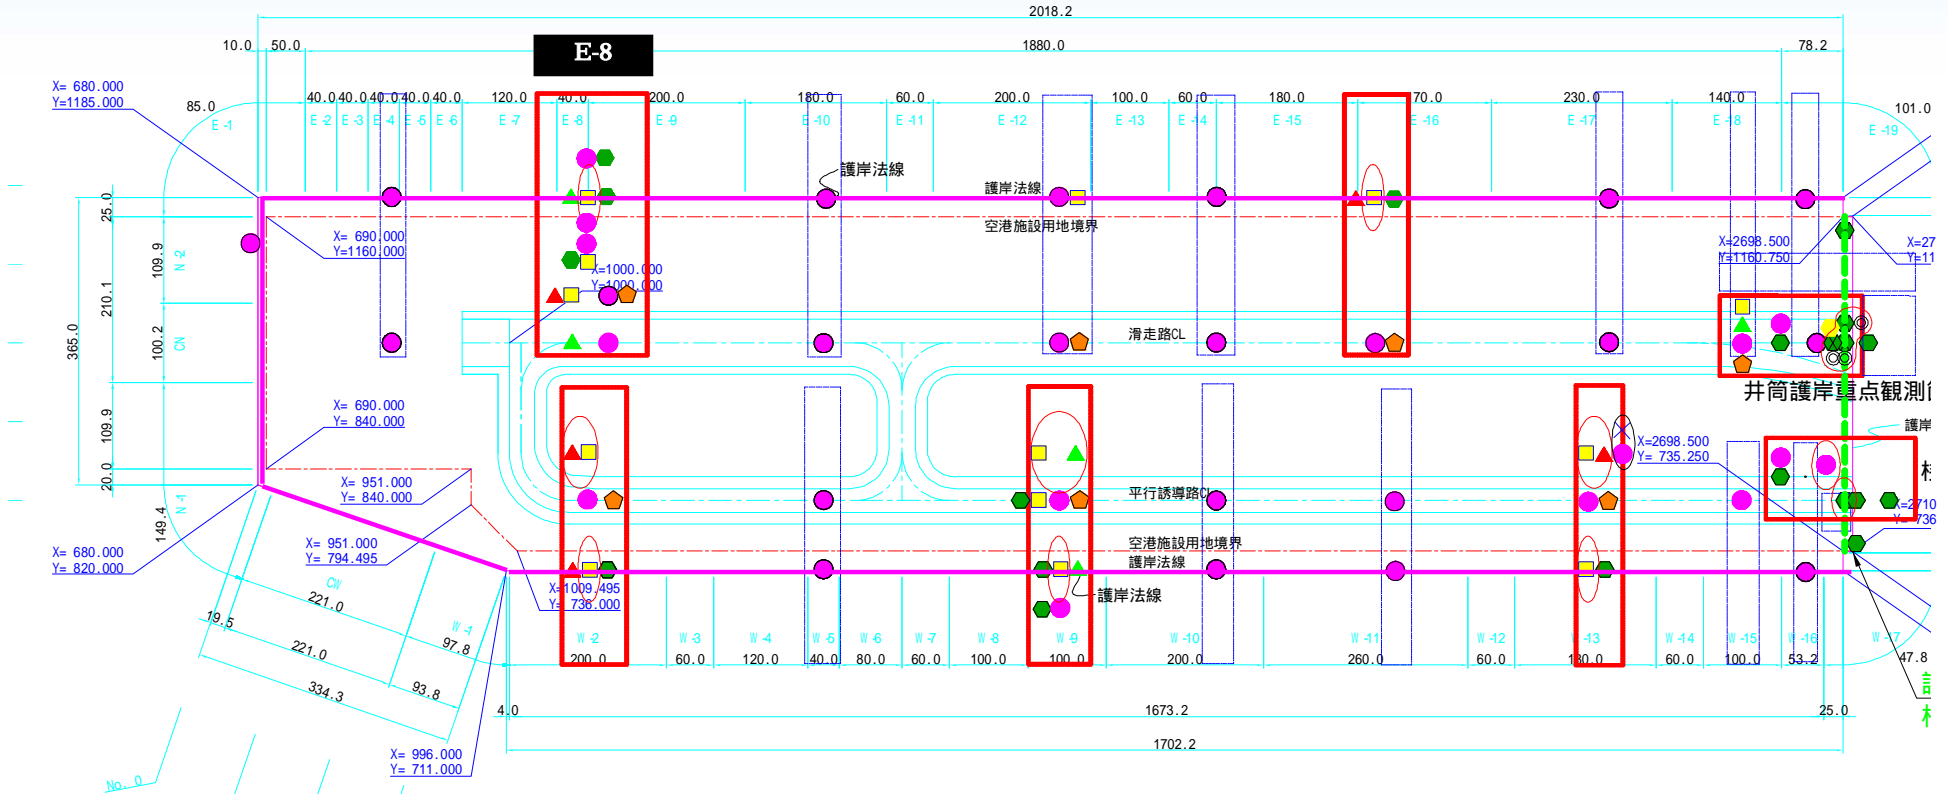 2018.2
10.0 50.0 1880.0 78.2
E-8
X= 680.000
Y=1185.000
85.0 40.0 40.0 40.0 40.0 40.0 120.0 40.0 200.0 180.0 60.0 200.0 100.0 60.0 180.0 70.0 230.0 140.0 101.0
E-1 E-2 E-3 E-4 E-5 E-6 E-7 E-8 E-9 E-10 E-11 E-12 E-13 E-14 E-15 E-16 E-17 E-18 E-19
護岸法線
護岸法線
空港施設用地境界
25.0
X= 690.000
Y=1160.000
X=2698.500
Y=1160.750
X=27
Y=11
109.9
N-2
210.1
X=1000.000
Y=1000.000
365.0
100.2
CN
滑走路CL
井筒護岸重点観測
X= 690.000
Y= 840.000
109.9
護岸
X=2698.500
Y= 735.250
20.0
X= 951.000
Y= 840.000
平行誘導路CL
N-1
149.4
X=2710
Y= 736
X= 680.000
Y= 820.000
X= 951.000
Y= 794.495
空港施設用地境界
護岸法線
CW
221.0
X=1009.495
Y= 736.000
護岸法線
19.5
W-1
97.8
221.0
W-2 W-3 W-4 W-5 W-6 W-7 W-8 W-9 W-10 W-11 W-12 W-13 W-14 W-15 W-16 W-17
200.0 60.0 120.0 40.0 80.0 60.0 100.0 100.0 200.0 260.0 60.0 180.0 60.0 100.0 53.2 47.8
334.3
93.8
4.0 1673.2 25.0
1702.2
X= 996.000
Y= 711.000
No. 0